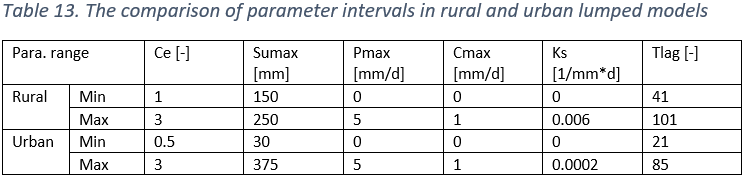 Table 13. The comparison of parameter intervals in rural and urban lumped models
Para. range Ce [-] Sumax Pmax Cmax Ks Tlag [-]
[mm] [mm/d] [mm/d] [1/mm*d]
Rural Min 1 150 0 0 0 41
Max 3 250 5 1 0.006 101
Urban Min 0.5 30 0 0 0 21
Max 3 375 5 1 0.0002 85